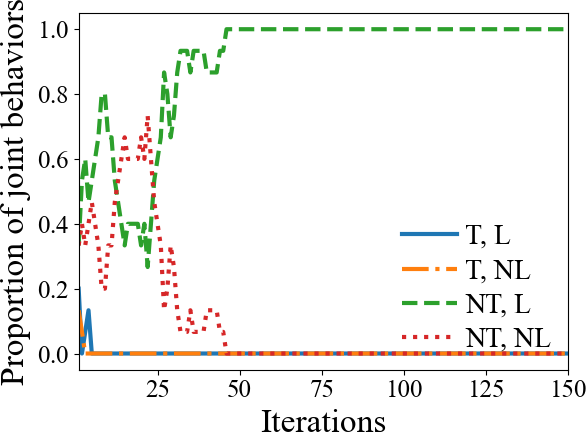 Proportion of joint behaviors
1.0
0.8
0.6
0.4
0.2
0.0
T, L
T, NL
NT, L
NT, NL
25 50 75 100 125 150
Iterations